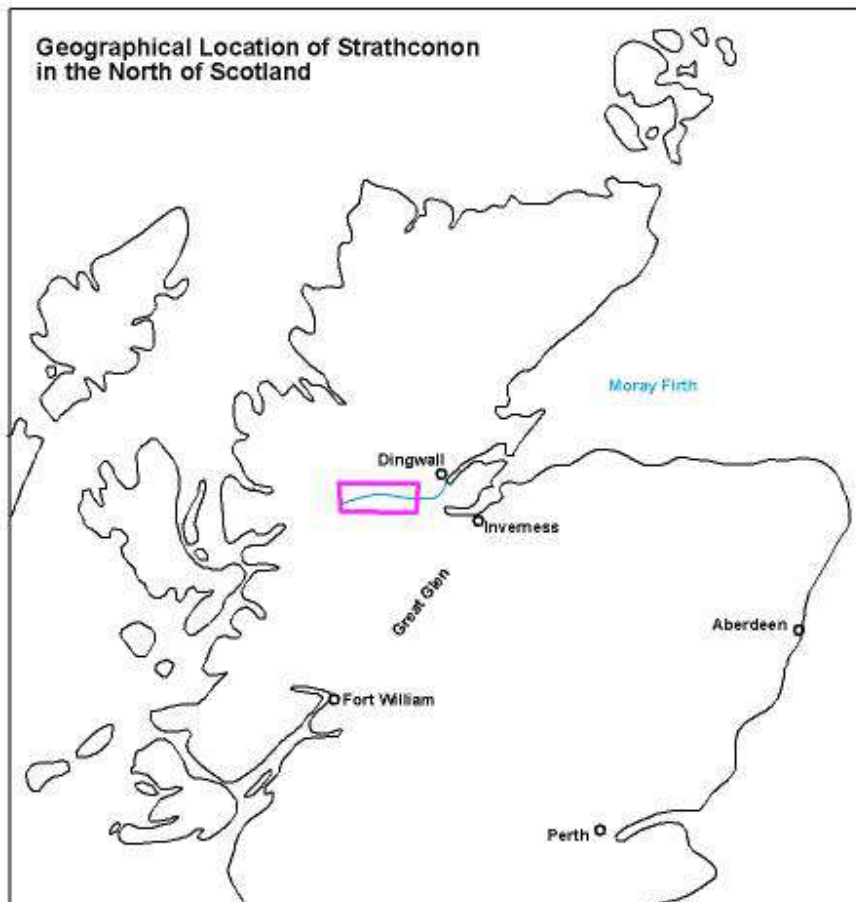 Geographical Location of Strathconon
in the North of Scotland
Moray Firth
Dingwall
Inverness
Great Glen
Aberdeen
Fort William
Perth